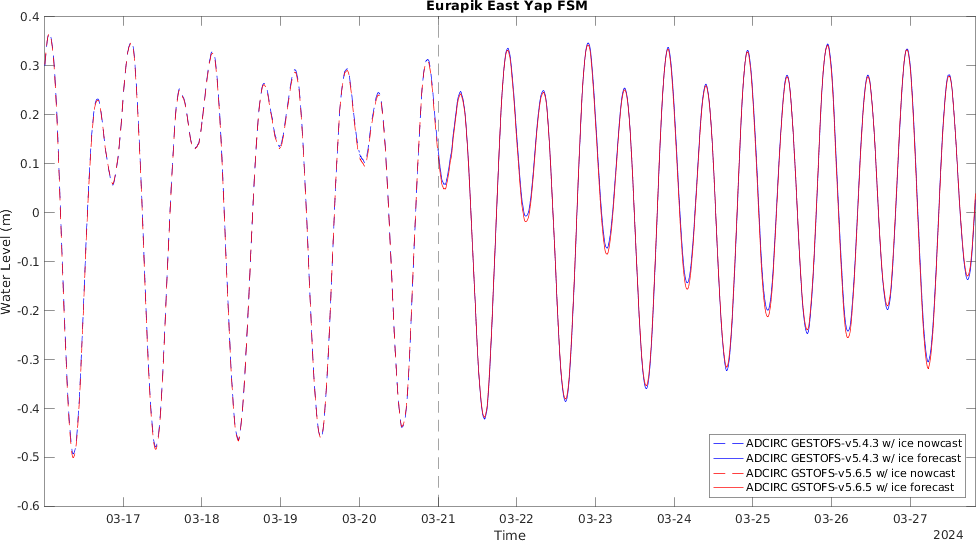 Eurapik East Yap FSM
0.4
0.3
0.2
0.1
0
-0.1
-0.2
-0.3
-0.4
-0.5
-0.6
Water Level (m)
ADCIRC GESTOFS-v5.4.3 w/ ice nowcast
ADCIRC GESTOFS-v5.4.3 w/ ice forecast
ADCIRC GSTOFS-v5.6.5 w/ ice nowcast
ADCIRC GSTOFS-v5.6.5 w/ ice forecast
03-17 03-18 03-19 03-20 03-21 03-22 03-23 03-24 03-25 03-26 03-27
Time
2024